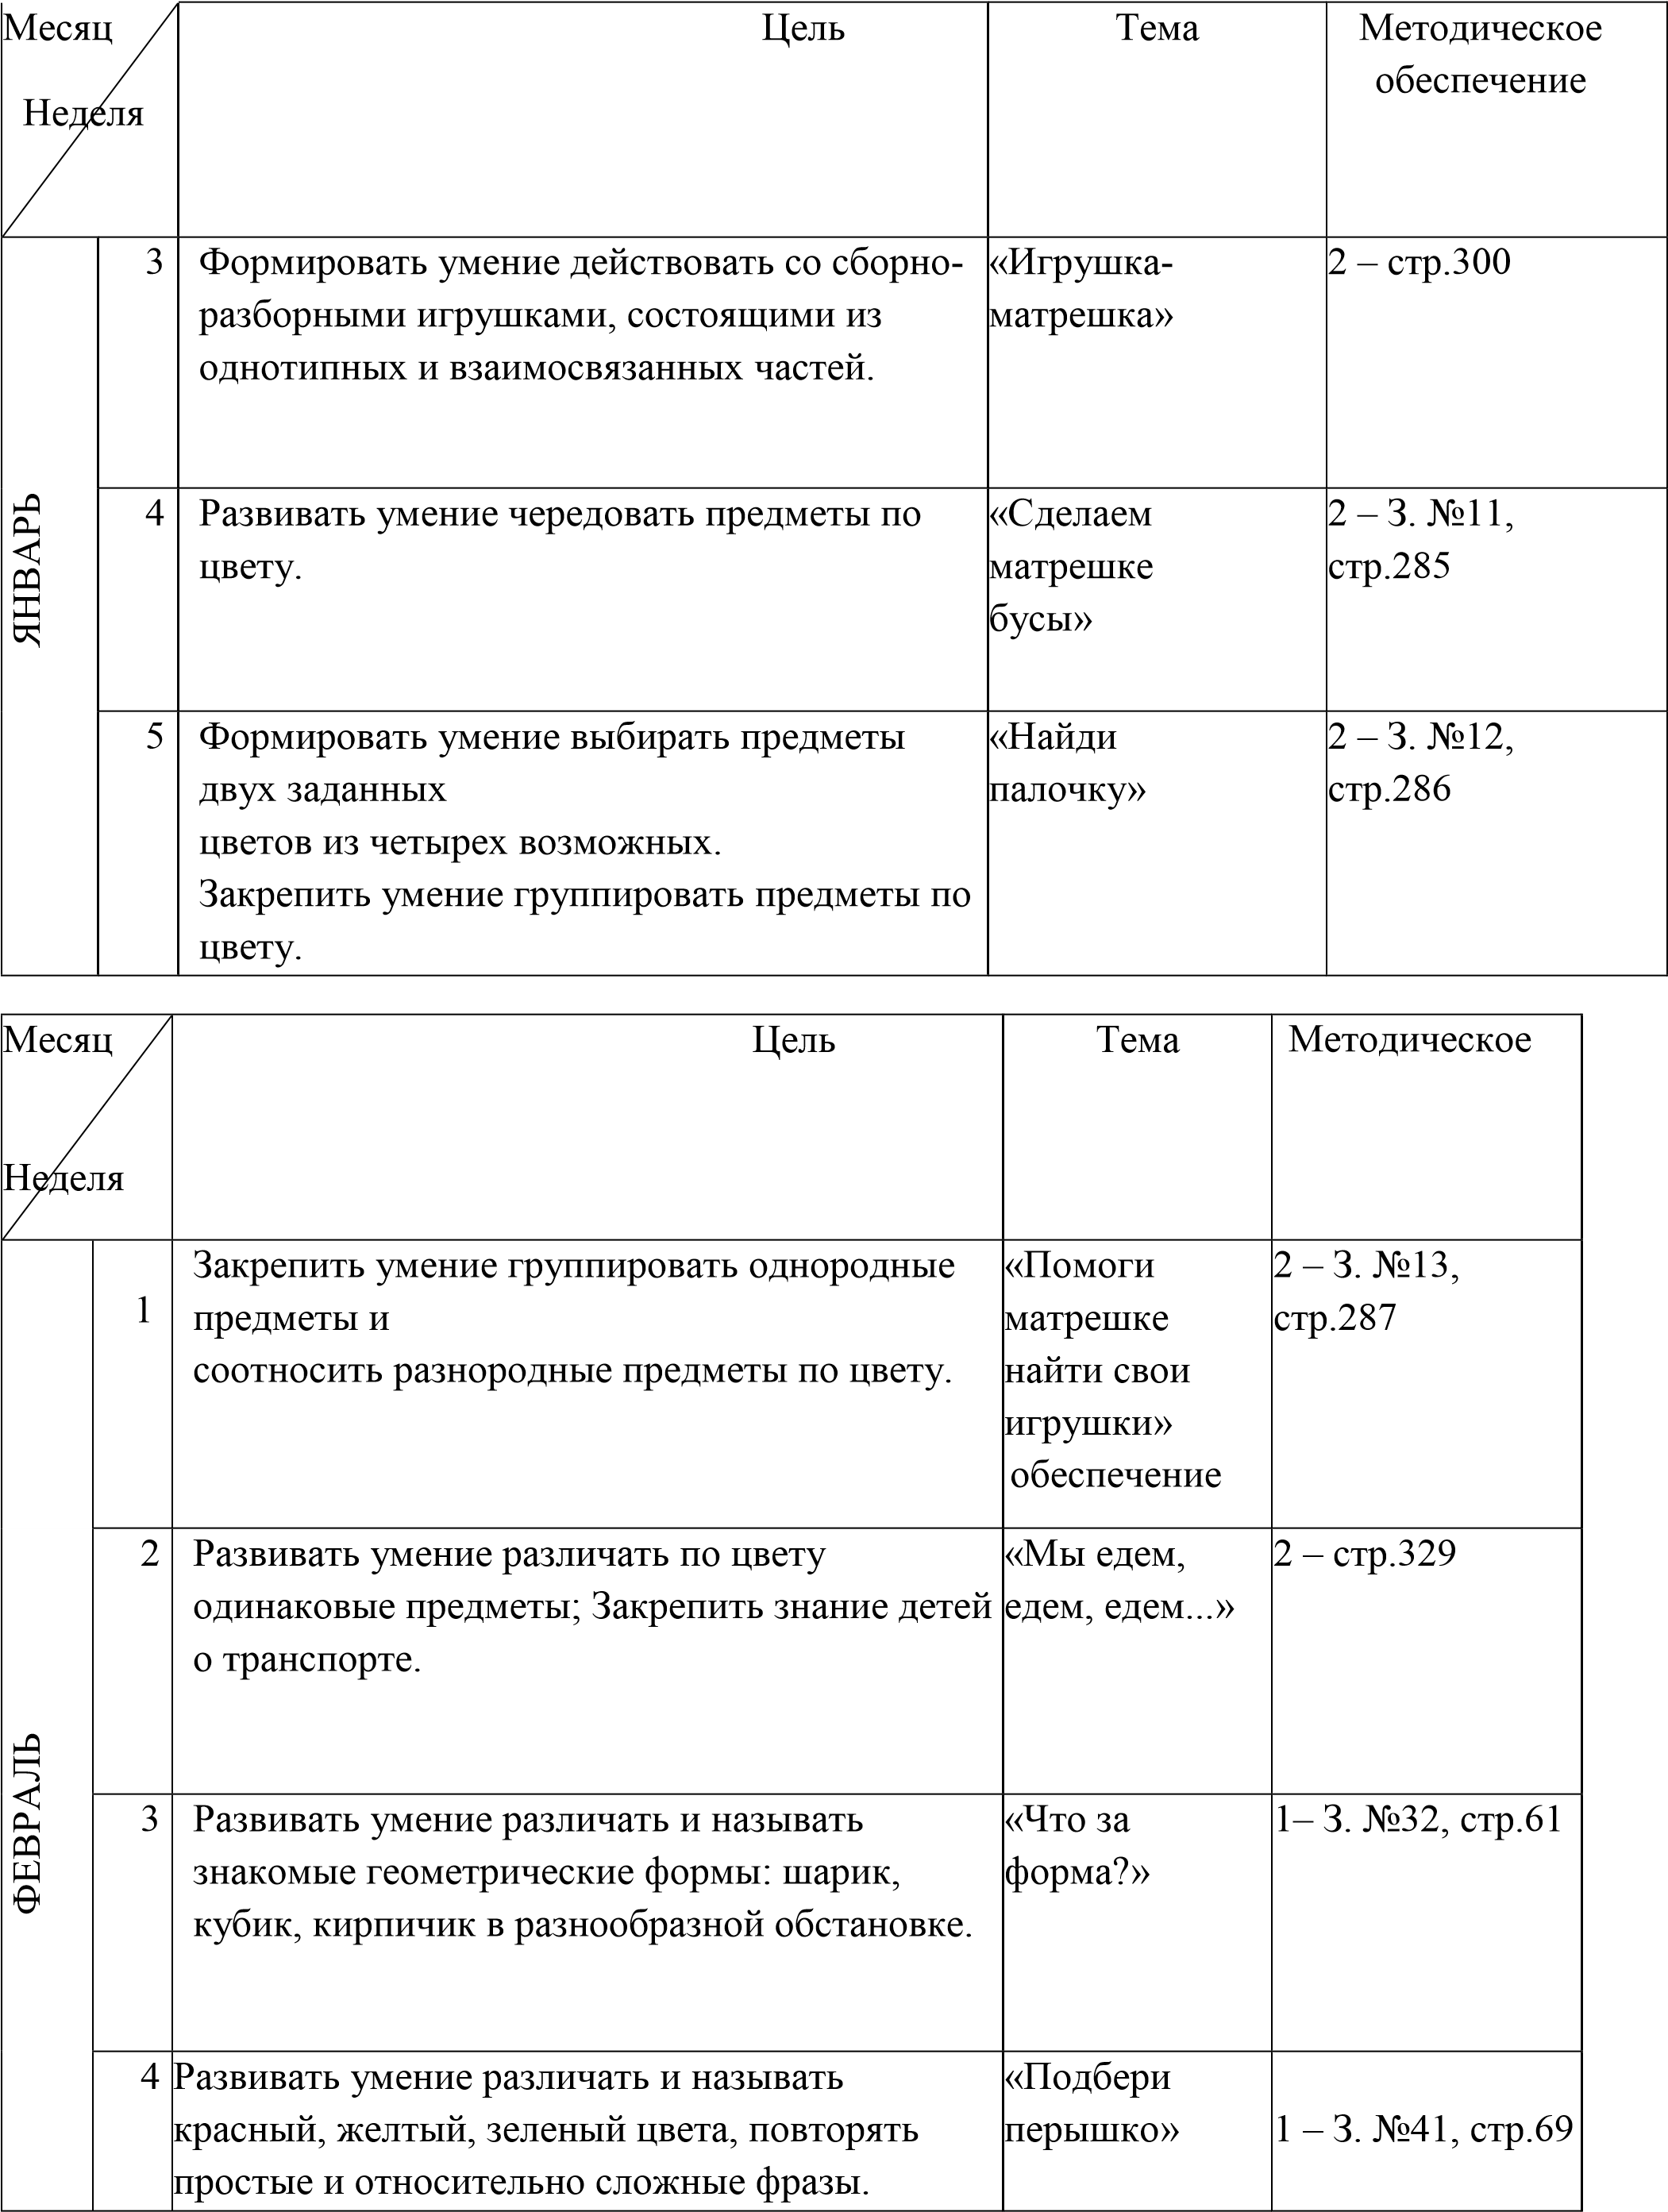 Месяц
Неделя
Цель
Тема
Методическое
обеспечение
ЯНВАРЬ
3
Формировать умение действовать со сборно-
разборными игрушками, состоящими из
однотипных и взаимосвязанных частей.
«Игрушка-
матрешка»
2 – стр.300
4
Развивать умение чередовать предметы по
цвету.
«Сделаем
матрешке
бусы»
2 – З. №11,
стр.285
5
Формировать умение выбирать предметы
двух заданных
цветов из четырех возможных.
Закрепить умение группировать предметы по
цвету.
«Найди
палочку»
2 – З. №12,
стр.286
Месяц
Неделя
Цель
Тема
Методическое
ФЕВРАЛЬ
1
Закрепить умение группировать однородные
предметы и
соотносить разнородные предметы по цвету.
«Помоги
матрешке
найти свои
игрушки»
обеспечение
2 – З. №13,
стр.287
2
Развивать умение различать по цвету
одинаковые предметы; Закрепить знание детей
о транспорте.
«Мы едем,
едем, едем...»
2 – стр.329
3
Развивать умение различать и называть
знакомые геометрические формы: шарик,
кубик, кирпичик в разнообразной обстановке.
«Что за
форма?»
1– З. №32, стр.61
4
Развивать умение различать и называть
красный, желтый, зеленый цвета, повторять
простые и относительно сложные фразы.
«Подбери
перышко»
1 – З. №41, стр.69